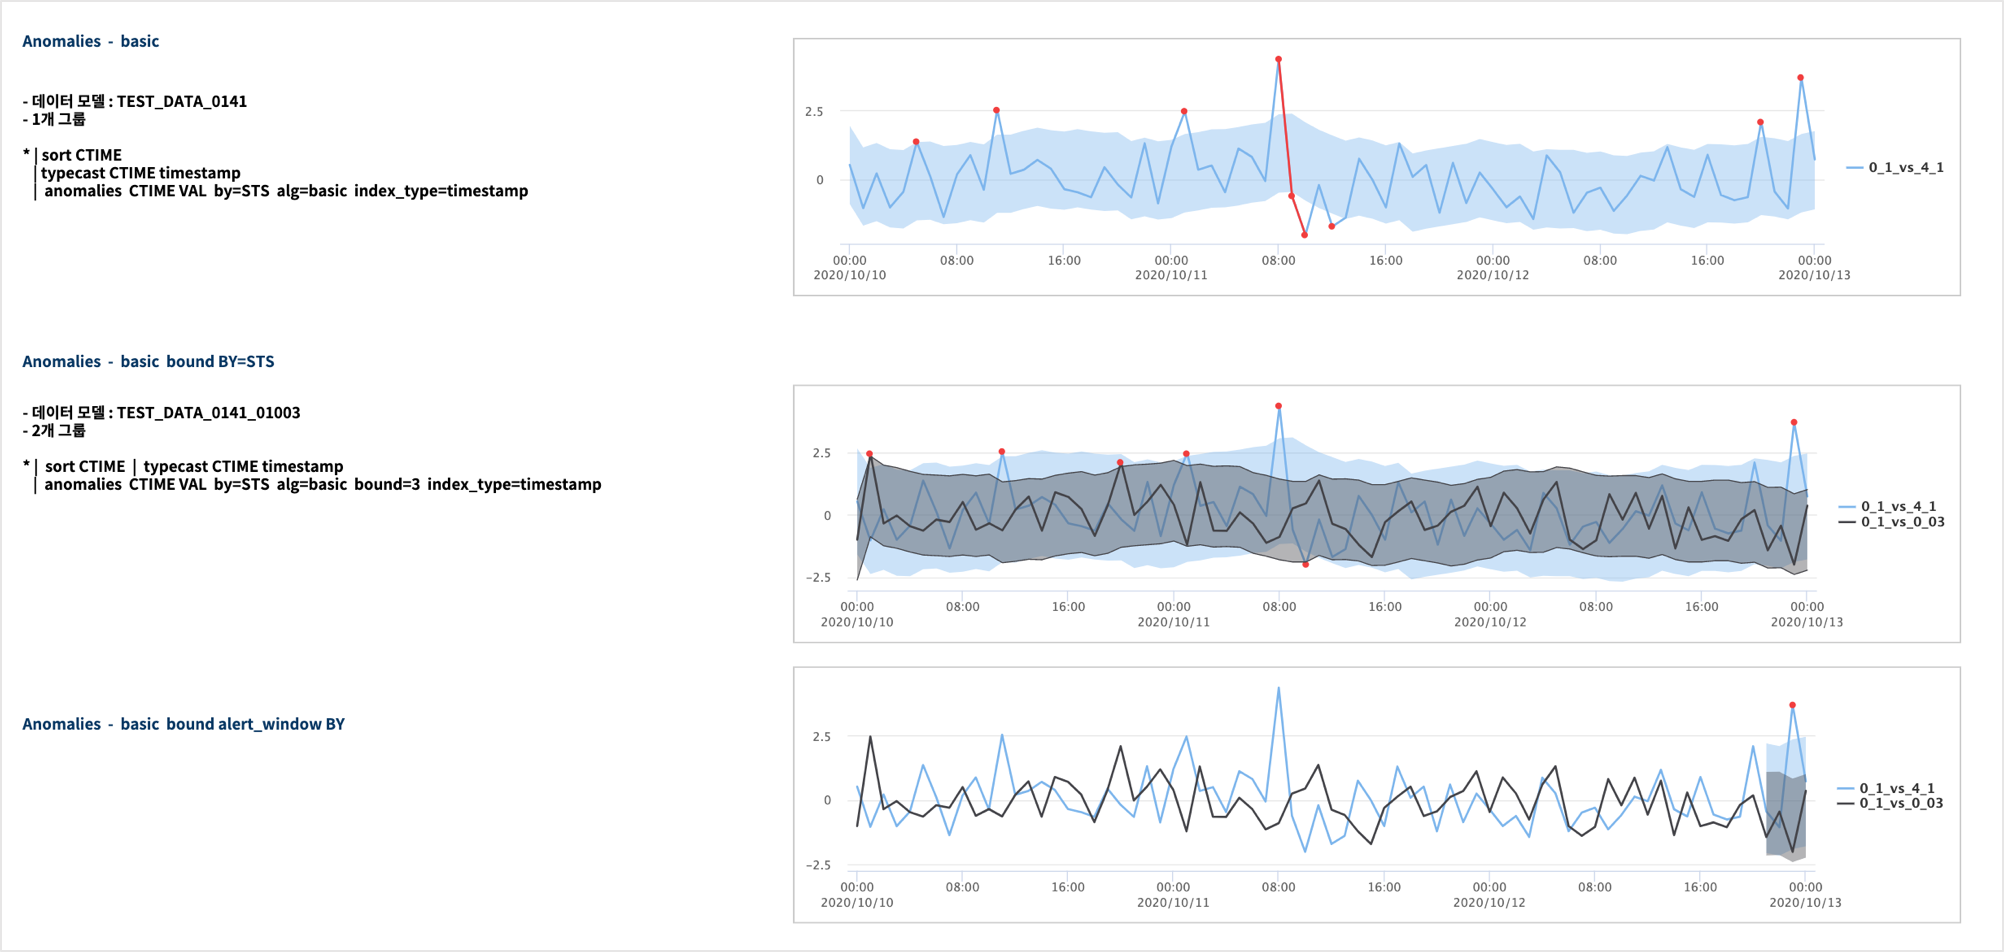 Anomalies - basic
- 데이터 모델 : TEST_DATA_0141
- 1개 그룹
* | sort CTIME
| typecast CTIME timestamp
| anomalies CTIME VAL by=STS alg=basic index_type=timestamp
2.5
0
00:00 08:00 16:00 00:00 08:00 16:00 00:00 08:00 16:00 00:00
2020/10/10 2020/10/11 2020/10/12 2020/10/13
0_1_vs_4_1
Anomalies - basic bound BY=STS
- 데이터 모델 : TEST_DATA_0141_01003
- 2개 그룹
* | sort CTIME | typecast CTIME timestamp
| anomalies CTIME VAL by=STS alg=basic bound=3 index_type=timestamp
2.5
0
−2.5
00:00 08:00 16:00 00:00 08:00 16:00 00:00 08:00 16:00 00:00
2020/10/10 2020/10/11 2020/10/12 2020/10/13
0_1_vs_4_1
0_1_vs_0_03
Anomalies - basic bound alert_window BY
2.5
0
−2.5
00:00 08:00 16:00 00:00 08:00 16:00 00:00 08:00 16:00 00:00
2020/10/10 2020/10/11 2020/10/12 2020/10/13
0_1_vs_4_1
0_1_vs_0_03